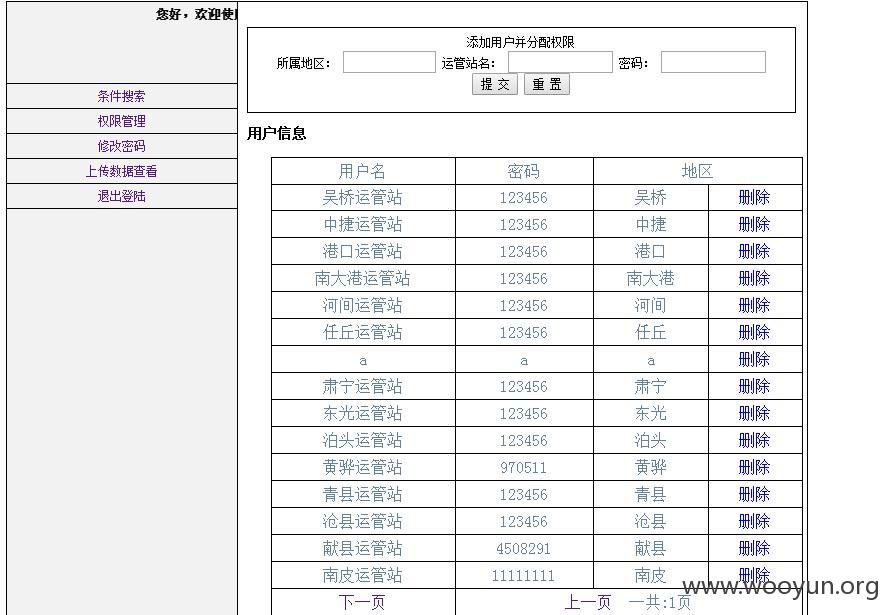 您好，欢迎使
条件搜索
权限管理
修改密码
上传数据查看
退出登陆
添加用户并分配权限
所属地区： 运管站名： 密码：
提 交 重 置
用户信息
用户名 密码 地区
吴桥运管站 123456 吴桥 删除
中捷运管站 123456 中捷 删除
港口运管站 123456 港口 删除
南大港运管站 123456 南大港 删除
河间运管站 123456 河间 删除
任丘运管站 123456 任丘 删除
a a a 删除
肃宁运管站 123456 肃宁 删除
东光运管站 123456 东光 删除
泊头运管站 123456 泊头 删除
黄骅运管站 970511 黄骅 删除
青县运管站 123456 青县 删除
沧县运管站 123456 沧县 删除
献县运管站 4508291 献县 删除
南皮运管站 11111111 南皮 删除
下一页 上一页 一共:1页
www.wooyun.org